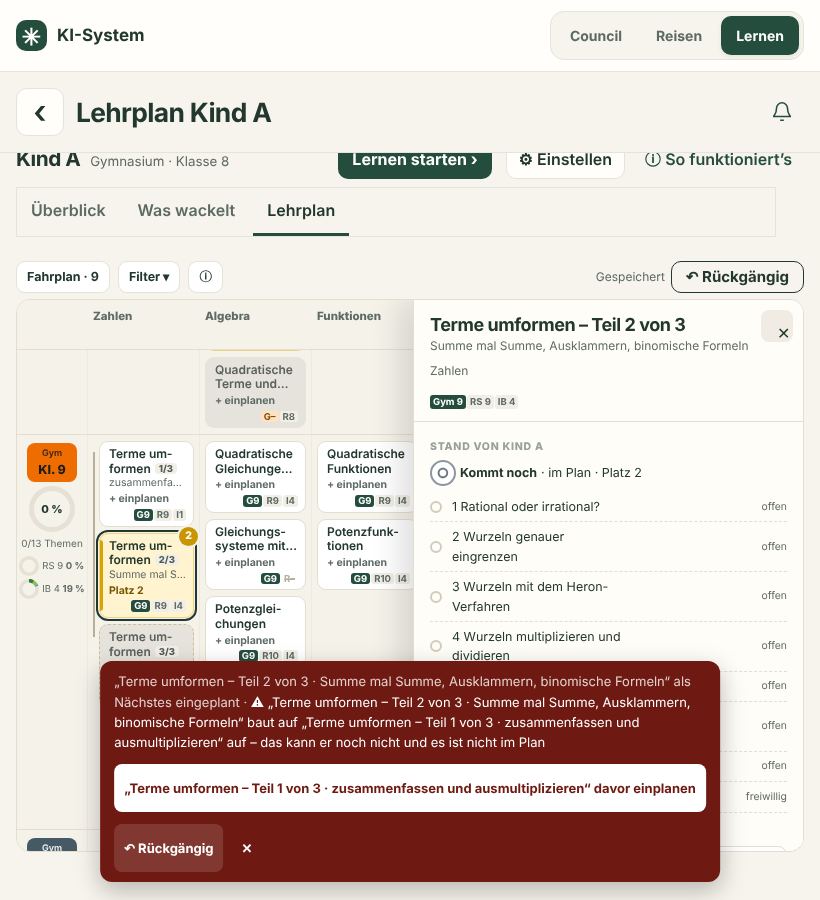 KI-System
Council
Reisen
Lernen
Lehrplan Kind A
Kind A Gymnasium · Klasse 8
Lernen starten ›
⚙ Einstellen
ⓘ So funktioniert's
Überblick
Was wackelt
Lehrplan
Fahrplan · 9
Filter ▾
ⓘ
Gespeichert
↶ Rückgängig
Zahlen
Algebra
Funktionen
Quadratische
Terme und...
+ einplanen
G– R8
Gym
Kl. 9
0 %
0/13 Themen
RS 9 0 %
IB 4 19 %
Terme um-
formen 1/3
zusammenfa...
+ einplanen
G9 R9 I1
2
Terme um-
formen 2/3
Summe mal S...
Platz 2
G9 R9 I4
Terme um-
formen 3/3
Quadratische
Gleichunge...
+ einplanen
G9 R9 I4
Gleichungs-
systeme mit...
+ einplanen
G9 R–
Potenzglei-
chungen
+ einplanen
G9 R10 I4
Quadratische
Funktionen
+ einplanen
G9 R9 I4
Potenzfunk-
tionen
+ einplanen
G9 R10 I4
Gym
Terme umformen – Teil 2 von 3
✕
Summe mal Summe, Ausklammern, binomische Formeln
Zahlen
Gym 9 RS 9 IB 4
STAND VON KIND A
Kommt noch · im Plan · Platz 2
1 Rational oder irrational? offen
2 Wurzeln genauer
eingrenzen
offen
3 Wurzeln mit dem Heron-
Verfahren
offen
4 Wurzeln multiplizieren und
dividieren
offen
offen
offen
offen
freiwillig
„Terme umformen – Teil 2 von 3 · Summe mal Summe, Ausklammern, binomische Formeln“ als
Nächstes eingeplant · ⚠ „Terme umformen – Teil 2 von 3 · Summe mal Summe, Ausklammern,
binomische Formeln“ baut auf „Terme umformen – Teil 1 von 3 · zusammenfassen und
ausmultiplizieren“ auf – das kann er noch nicht und es ist nicht im Plan
„Terme umformen – Teil 1 von 3 · zusammenfassen und ausmultiplizieren“ davor einplanen
↶ Rückgängig
✕